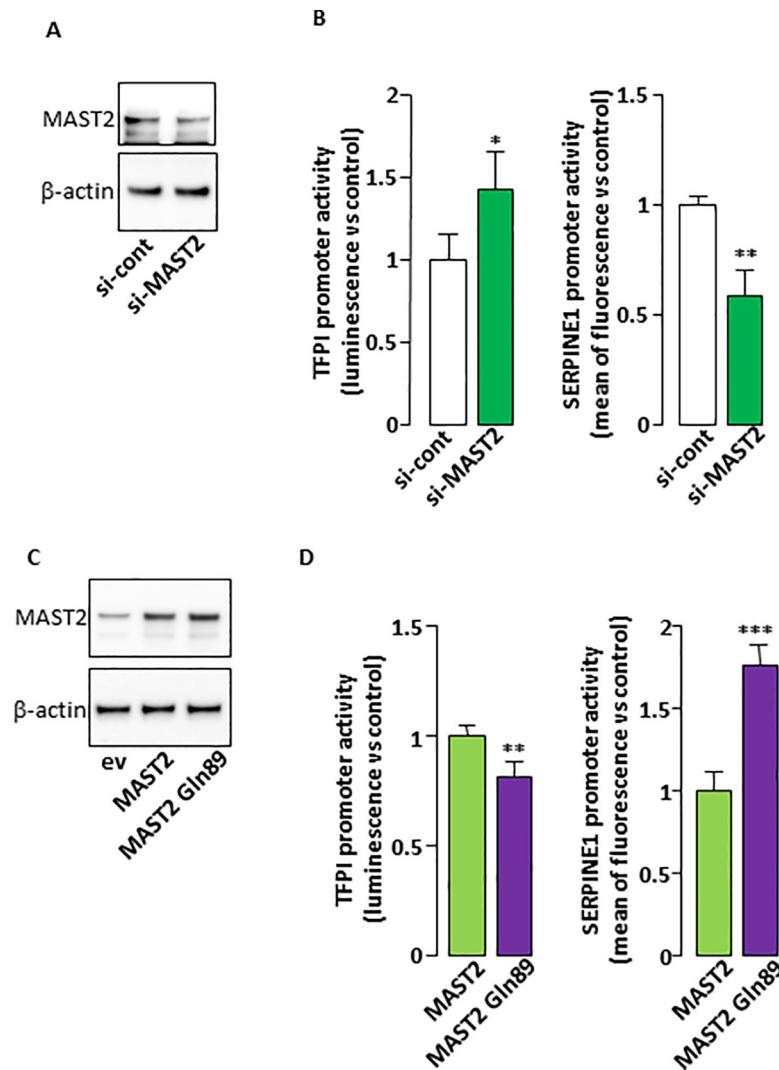 A
MAST2
β-actin
si-cont
si-MAST2
B
TFPI promoter activity
(luminescence vs control)
2
1.5
1
0.5
0
*
si-cont
si-MAST2
SERPINE1 promoter activity
(mean of fluorescence vs control)
1.5
1
0.5
0
**
si-cont
si-MAST2
C
MAST2
β-actin
ev
MAST2
MAST2 Gln89
D
TFPI promoter activity
(luminescence vs control)
1.5
1
0.5
0
**
MAST2
MAST2 Gln89
SERPINE1 promoter activity
(mean of fluorescence vs control)
2
1.5
1
0.5
0
***
MAST2
MAST2 Gln89